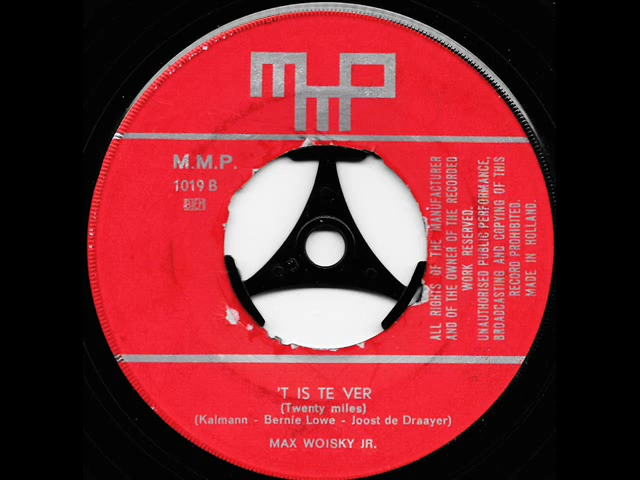 mmp
M.M.P.
1019 B
ALL RIGHTS OF THE MANUFACTURER
AND OF THE OWNER OF THE RECORDED
WORK RESERVED.
UNAUTHORISED PUBLIC PERFORMANCE,
BROADCASTING AND COPYING OF THIS
RECORD PROHIBITED.
MADE IN HOLLAND.
'T IS TE VER
(Twenty miles)
(Kalmann - Bernie Lowe - Joost de Draayer)
MAX WOISKY JR.